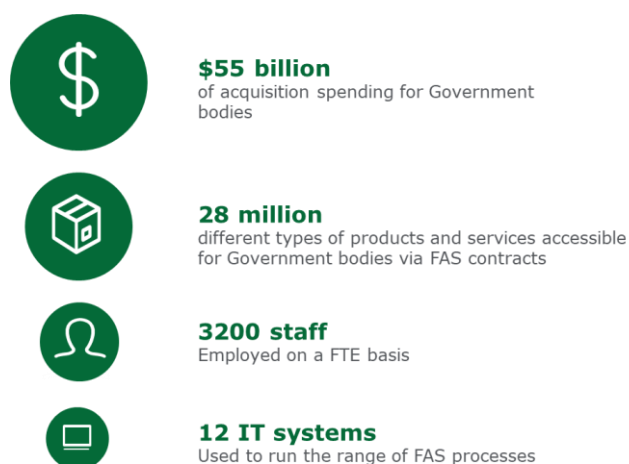 $
$55 billion
of acquisition spending for Government
bodies
28 million
different types of products and services accessible
for Government bodies via FAS contracts
3200 staff
Employed on a FTE basis
12 IT systems
Used to run the range of FAS processes